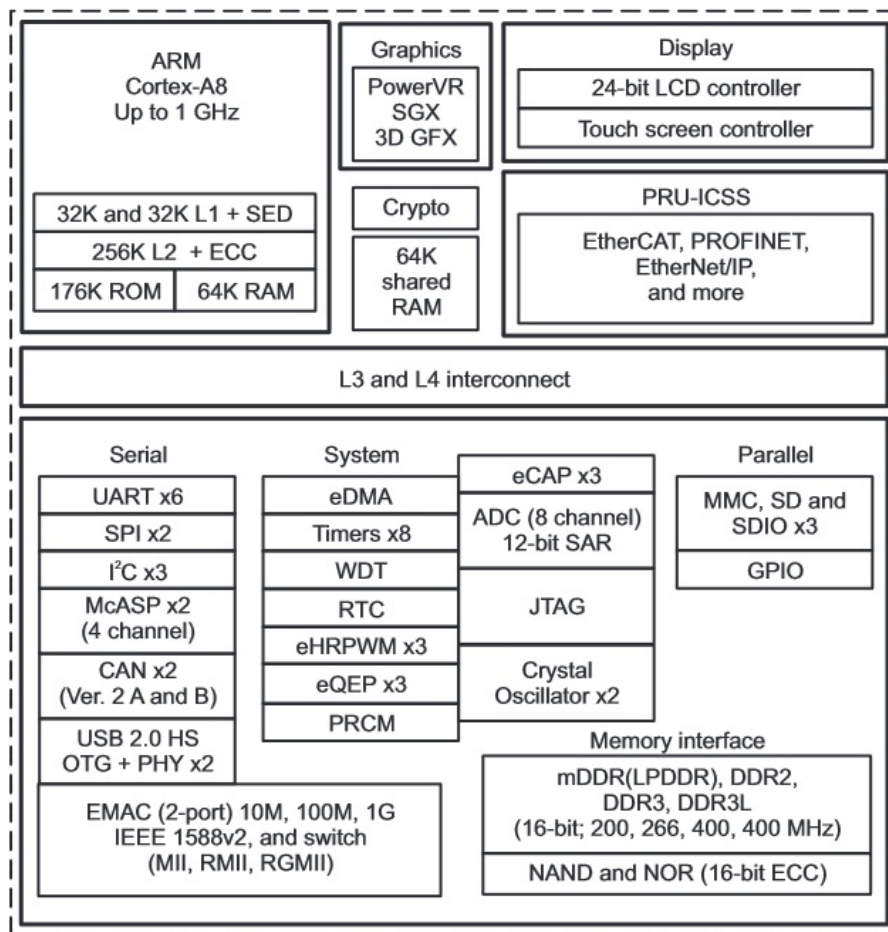 ARM
Cortex-A8
Up to 1 GHz
32K and 32K L1 + SED
256K L2 + ECC
176K ROM
64K RAM
Graphics
PowerVR
SGX
3D GFX
Crypto
64K
shared
RAM
Display
24-bit LCD controller
Touch screen controller
PRU-ICSS
EtherCAT, PROFINET,
EtherNet/IP,
and more
L3 and L4 interconnect
Serial
UART x6
SPI x2
I²C x3
McASP x2
(4 channel)
CAN x2
(Ver. 2 A and B)
USB 2.0 HS
OTG + PHY x2
EMAC (2-port) 10M, 100M, 1G
IEEE 1588v2, and switch
(MII, RMII, RGMII)
System
eDMA
Timers x8
WDT
RTC
eHRPWM x3
eQEP x3
PRCM
eCAP x3
ADC (8 channel)
12-bit SAR
JTAG
Crystal
Oscillator x2
Parallel
MMC, SD and
SDIO x3
GPIO
Memory interface
mDDR(LPDDR), DDR2,
DDR3, DDR3L
(16-bit; 200, 266, 400, 400 MHz)
NAND and NOR (16-bit ECC)